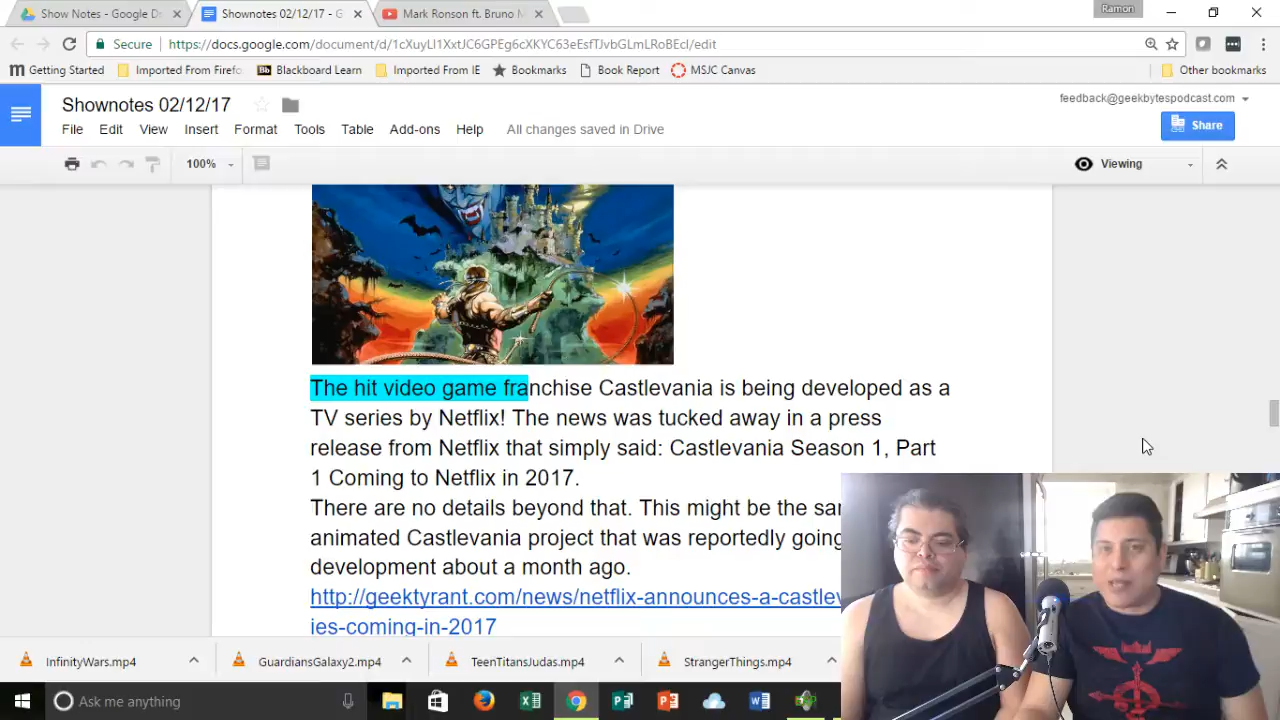 Show Notes - Google D
Shownotes 02/12/17 - G
Mark Ronson ft. Bruno M
Ramon
Secure
https://docs.google.com/document/d/1cXuyLI1XxtJC6GPEg6cXKYC63eEsfTJvbGLmLRoBEcI/edit
Getting Started
Imported From Firefo
Bb Blackboard Learn
Imported From IE
Bookmarks
Book Report
MSJC Canvas
Other bookmarks
Shownotes 02/12/17
feedback@geekbytespodcast.com
File Edit View Insert Format Tools Table Add-ons Help All changes saved in Drive
Share
100%
Viewing
The hit video game franchise Castlevania is being developed as a
TV series by Netflix! The news was tucked away in a press
release from Netflix that simply said: Castlevania Season 1, Part
1 Coming to Netflix in 2017.
There are no details beyond that. This might be the sa
animated Castlevania project that was reportedly going
development about a month ago.
http://geektyrant.com/news/netflix-announces-a-castlev
ies-coming-in-2017
InfinityWars.mp4
GuardiansGalaxy2.mp4
TeenTitansJudas.mp4
StrangerThings.mp4
Ask me anything